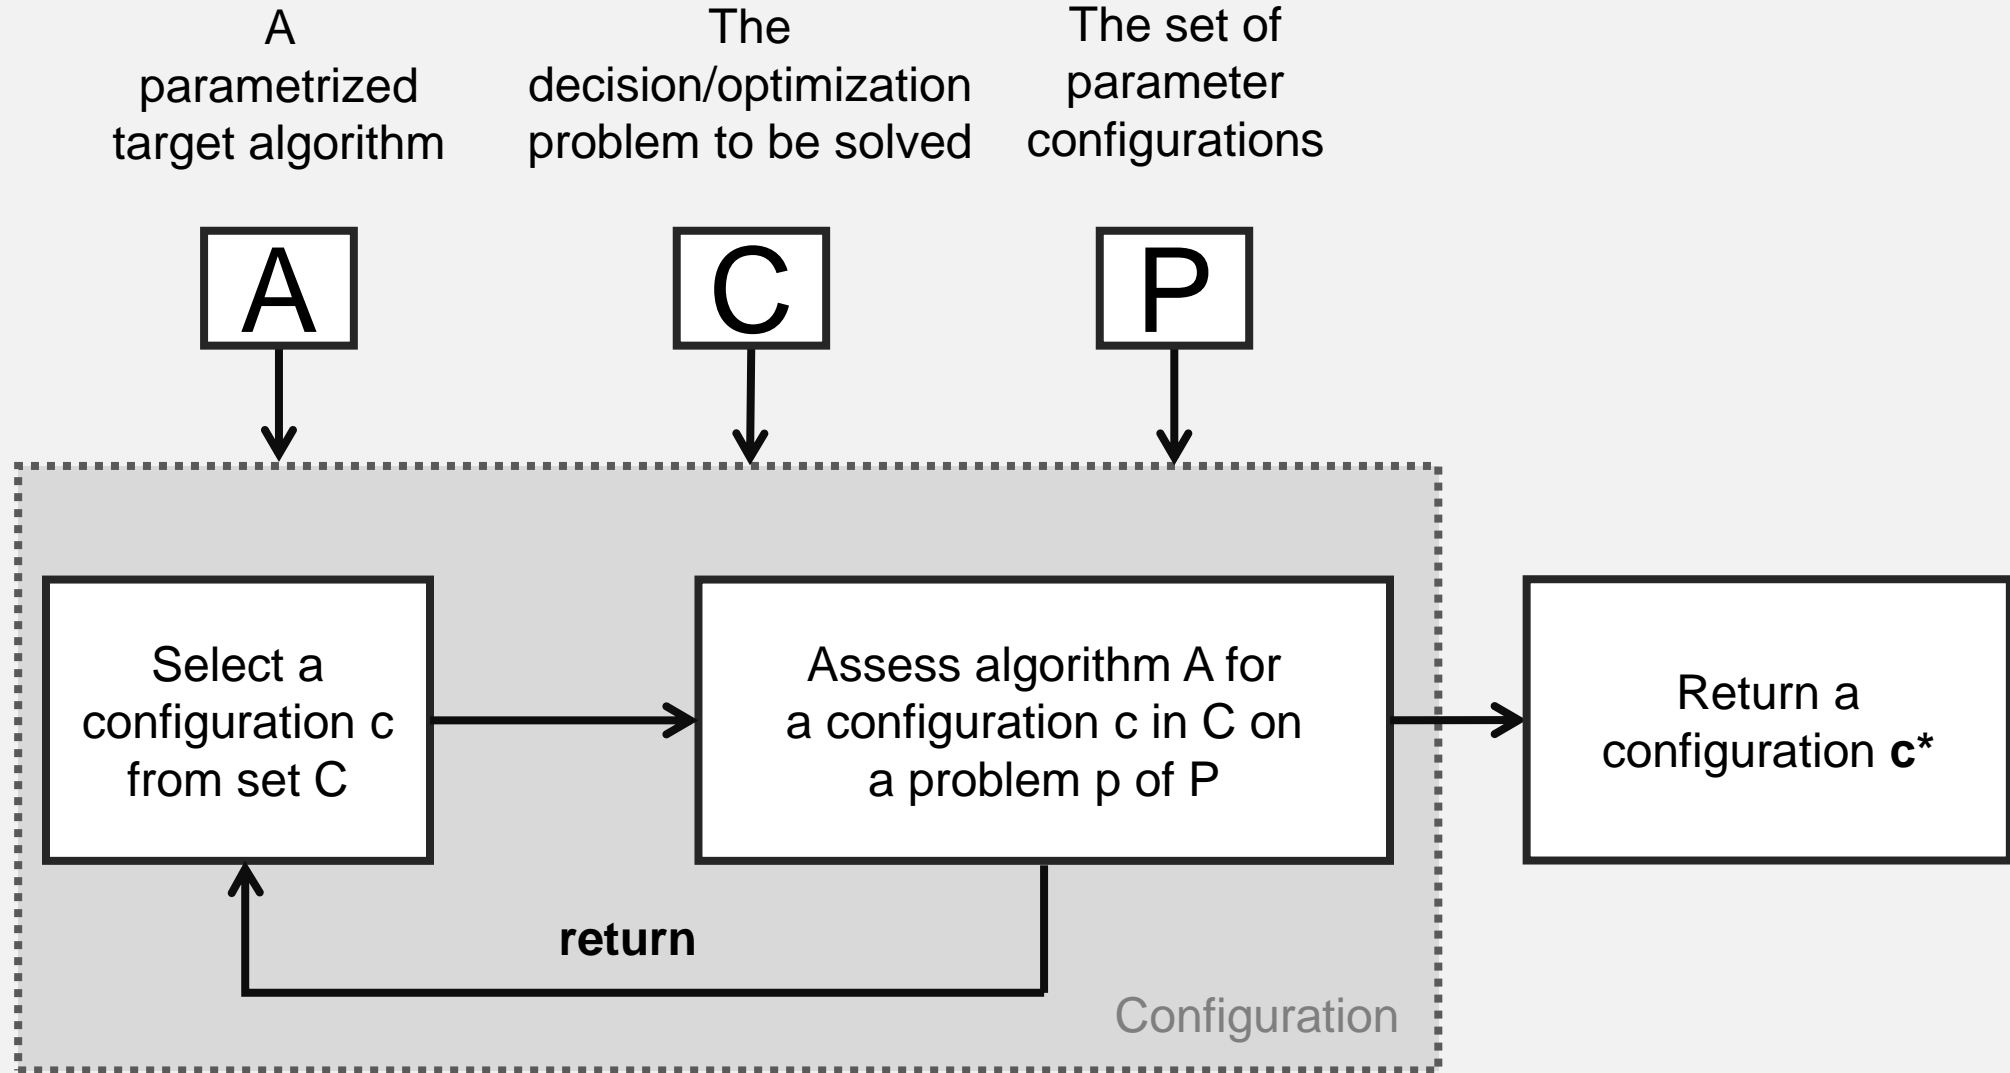 A
parametrized
target algorithm
The
decision/optimization
problem to be solved
The set of
parameter
configurations
A
C
P
Select a
configuration c
from set C
Assess algorithm A for
a configuration c in C on
a problem p of P
Return a
configuration c*
return
Configuration